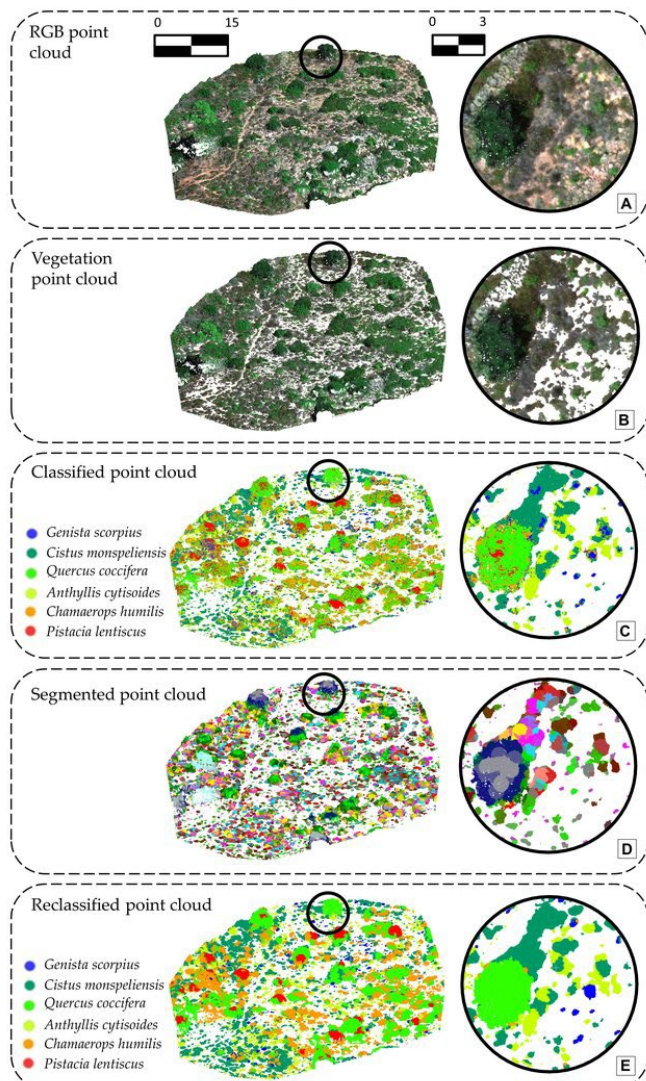 RGB point
cloud
0 15
0 3
A
Vegetation
point cloud
B
Classified point cloud
Genista scorpius
Cistus monspeliensis
Quercus coccifera
Anthyllis cytisoides
Chamaerops humilis
Pistacia lentiscus
C
Segmented point cloud
D
Reclassified point cloud
Genista scorpius
Cistus monspeliensis
Quercus coccifera
Anthyllis cytisoides
Chamaerops humilis
Pistacia lentiscus
E